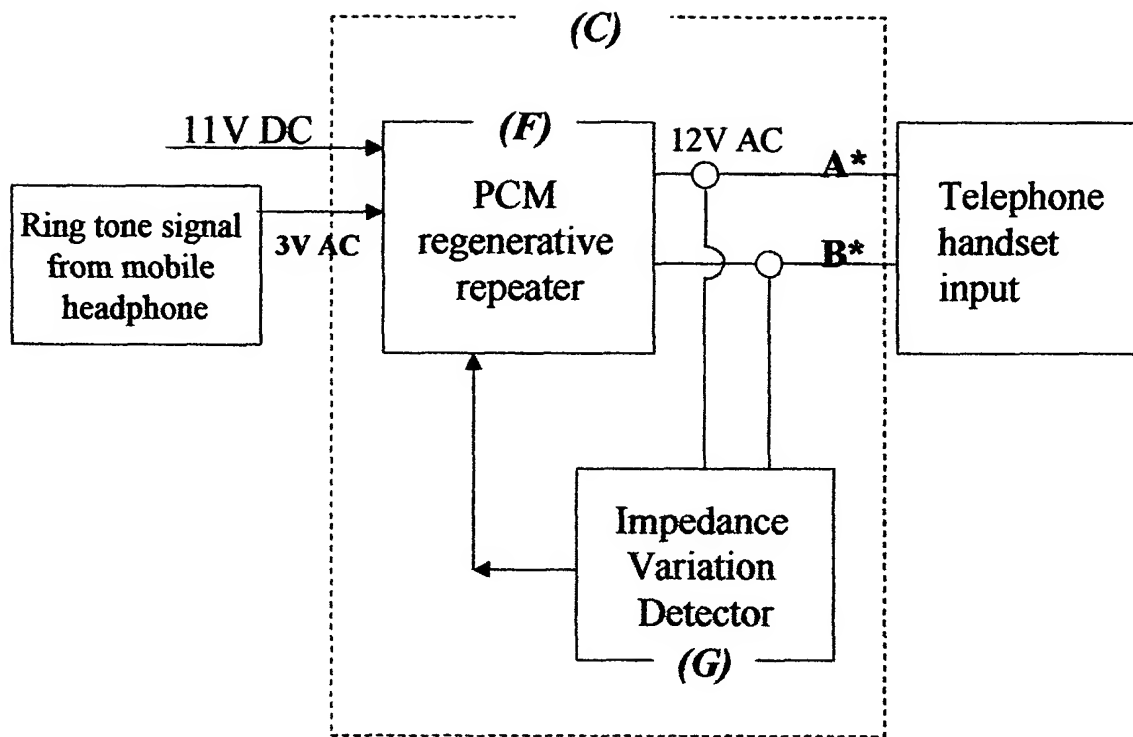 (C)
11V DC
Ring tone signal
from mobile
headphone
3V AC
(F)
PCM
regenerative
repeater
12V AC
A*
B*
Telephone
handset
input
Impedance
Variation
Detector
(G)